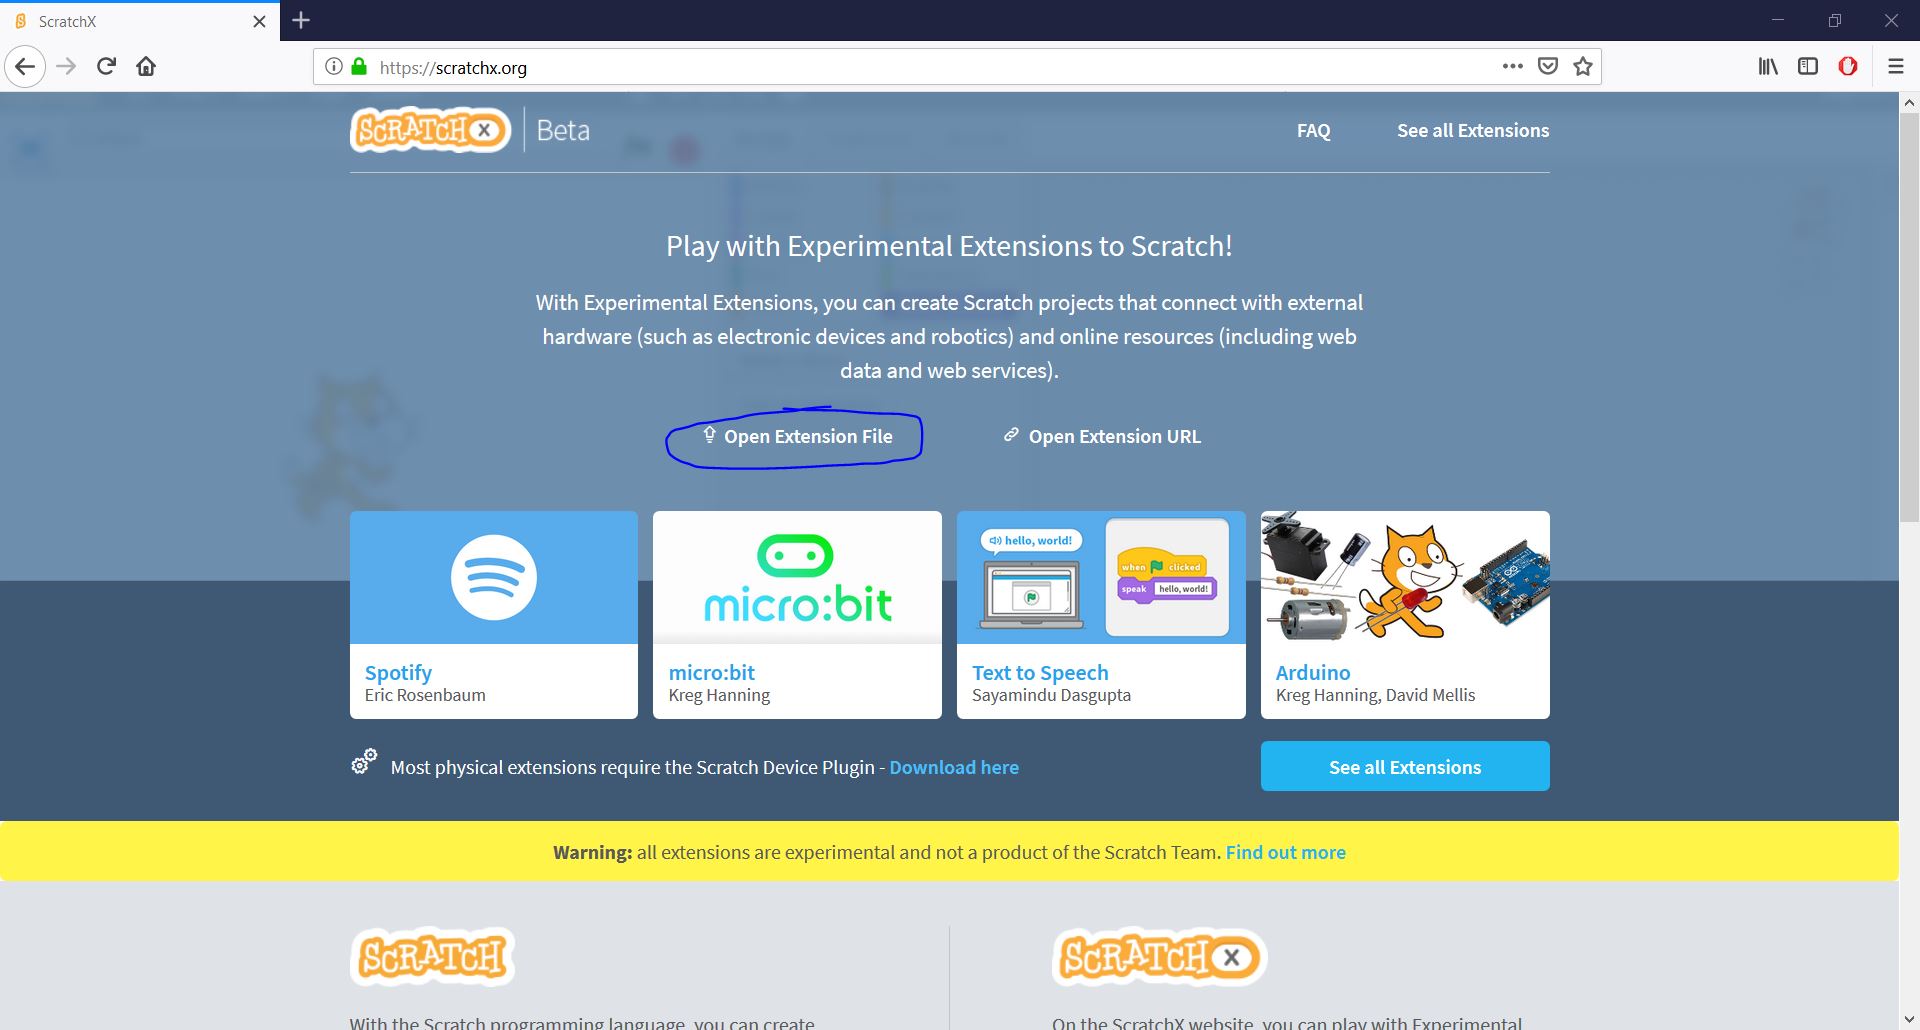 ScratchX
https://scratchx.org
SCRATCH X
Beta
FAQ
See all Extensions
Play with Experimental Extensions to Scratch!
With Experimental Extensions, you can create Scratch projects that connect with external
hardware (such as electronic devices and robotics) and online resources (including web
data and web services).
Open Extension File
Open Extension URL
micro:bit
hello, world!
when clicked
speak hello, world!
Spotify
Eric Rosenbaum
micro:bit
Kreg Hanning
Text to Speech
Sayamindu Dasgupta
Arduino
Kreg Hanning, David Mellis
Most physical extensions require the Scratch Device Plugin - Download here
See all Extensions
Warning: all extensions are experimental and not a product of the Scratch Team. Find out more
SCRATCH
SCRATCH X
With the Scratch programming language, you can create
On the ScratchX website, you can play with Experimental